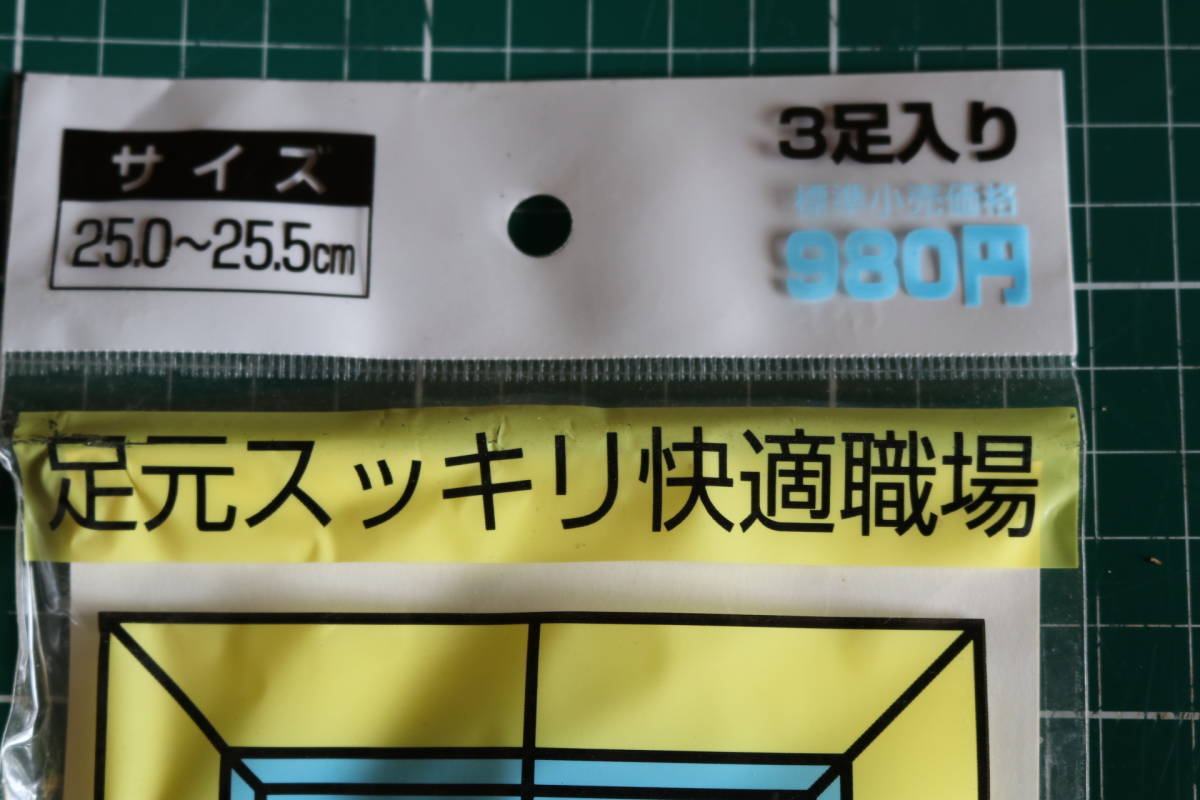 サイズ
25.0〜25.5cm
3足入り
標準小売価格
980円
足元スッキリ快適職場